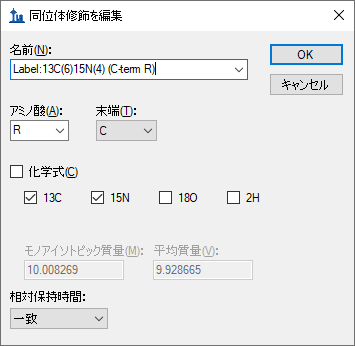 同位体修飾を編集
名前(N):
Label:13C(6)15N(4) (C-term R)
OK
キャンセル
アミノ酸(A):
末端(T):
R
C
化学式(C)
13C
15N
18O
2H
モノアイソトピック質量(M):
平均質量(V):
10.008269
9.928665
相対保持時間:
一致